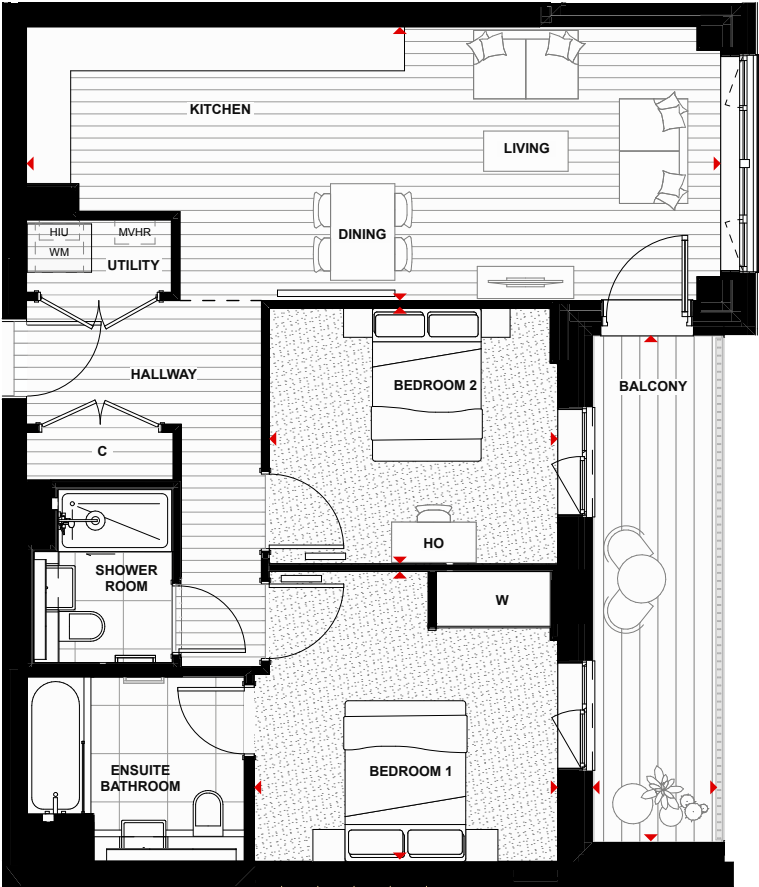 KITCHEN
LIVING
DINING
HIU
MVHR
WM
UTILITY
HALLWAY
BEDROOM 2
BALCONY
C
HO
SHOWER
ROOM
W
BEDROOM 1
ENSUITE
BATHROOM